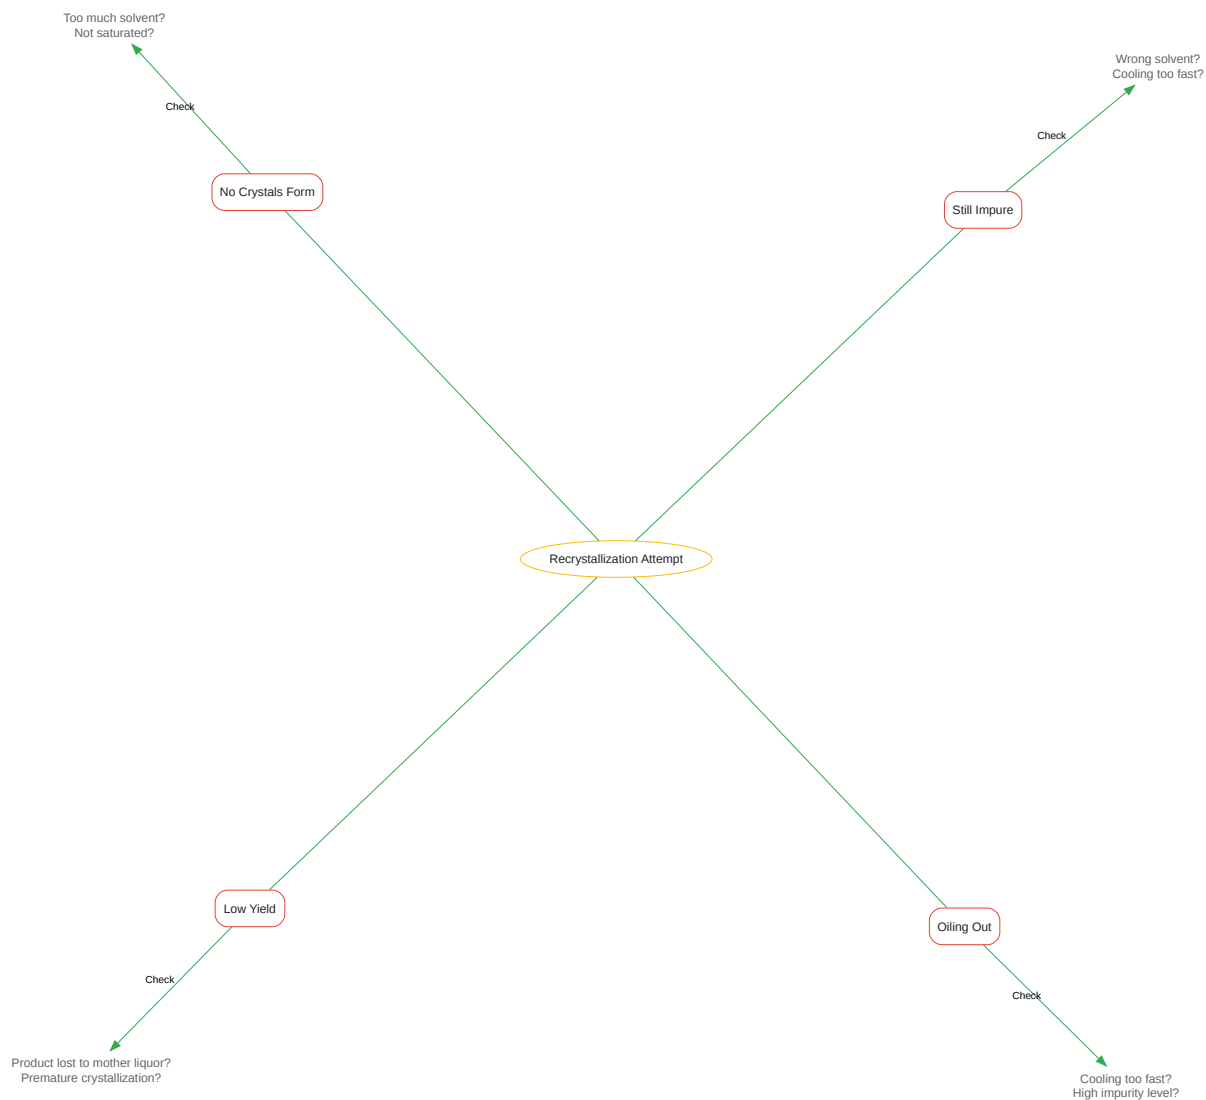 Too much solvent?
Not saturated?
Wrong solvent?
Cooling too fast?
Check
Check
No Crystals Form
Still Impure
Recrystallization Attempt
Low Yield
Oiling Out
Check
Check
Product lost to mother liquor?
Premature crystallization?
Cooling too fast?
High impurity level?